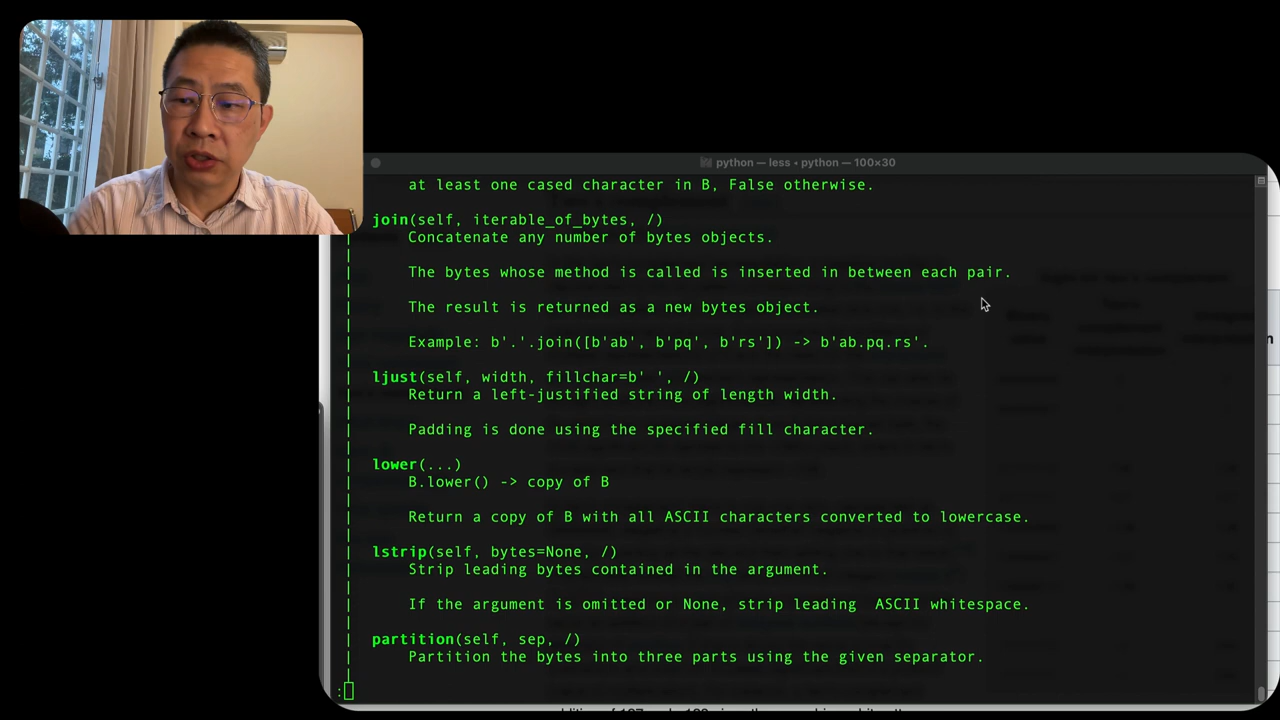 python — less • python — 100×30
at least one cased character in B, False otherwise.
join(self, iterable_of_bytes, /)
Concatenate any number of bytes objects.
The bytes whose method is called is inserted in between each pair.
The result is returned as a new bytes object.
Example: b'.'.join([b'ab', b'pq', b'rs']) -> b'ab.pq.rs'.
ljust(self, width, fillchar=b' ', /)
Return a left-justified string of length width.
Padding is done using the specified fill character.
lower(...)
B.lower() -> copy of B
Return a copy of B with all ASCII characters converted to lowercase.
lstrip(self, bytes=None, /)
Strip leading bytes contained in the argument.
If the argument is omitted or None, strip leading  ASCII whitespace.
partition(self, sep, /)
Partition the bytes into three parts using the given separator.
: